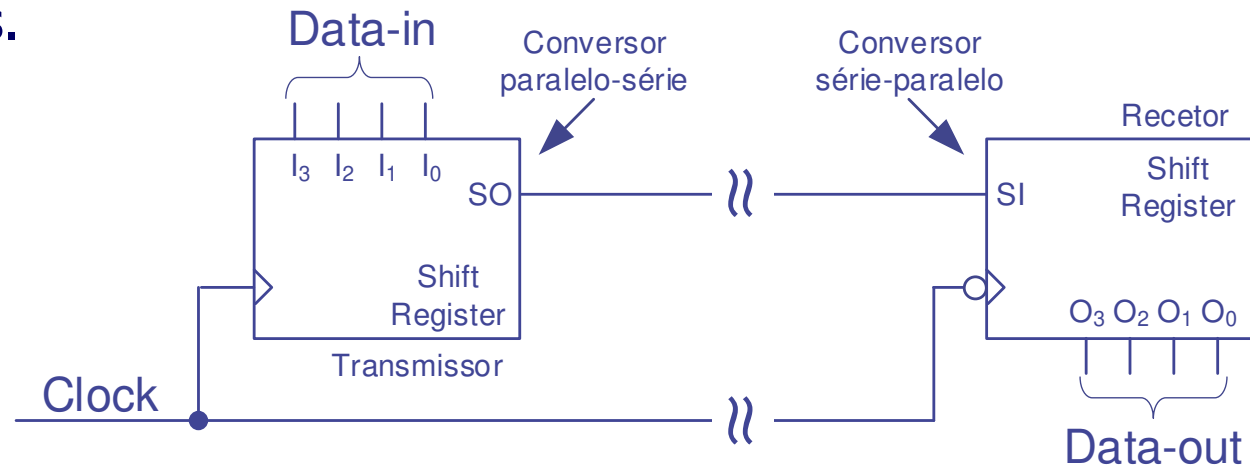 s.
Data-in
Conversor
paralelo-série
Conversor
série-paralelo
I3 I2 I1 I0
SO
Shift
Register
Transmissor
Clock
Recetor
Shift
Register
SI
O3 O2 O1 O0
Data-out